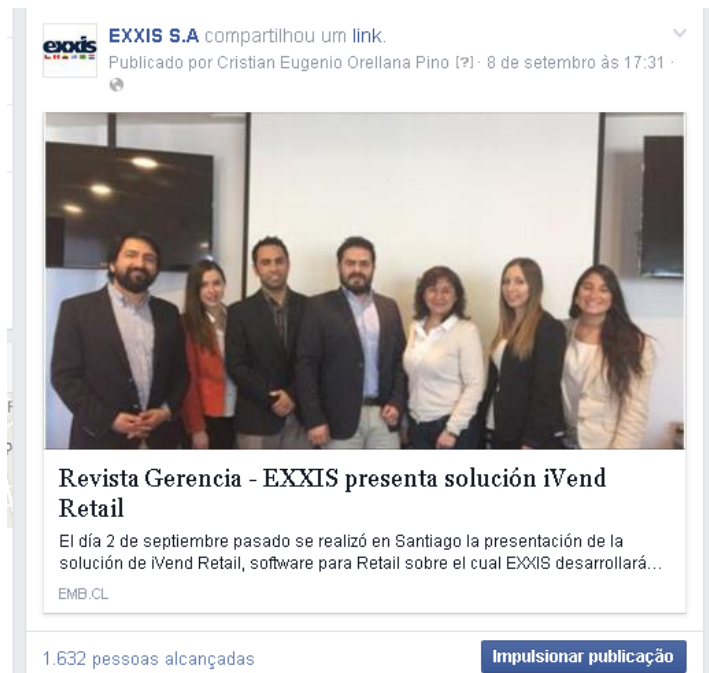 exxis
EXXIS S.A compartilhou um link.
Publicado por Cristian Eugenio Orellana Pino [?] · 8 de setembro às 17:31 ·
Revista Gerencia - EXXIS presenta solución iVend
Retail
El día 2 de septiembre pasado se realizó en Santiago la presentación de la
solución de iVend Retail, software para Retail sobre el cual EXXIS desarrollará...
EMB.CL
1.632 pessoas alcançadas
Impulsionar publicação